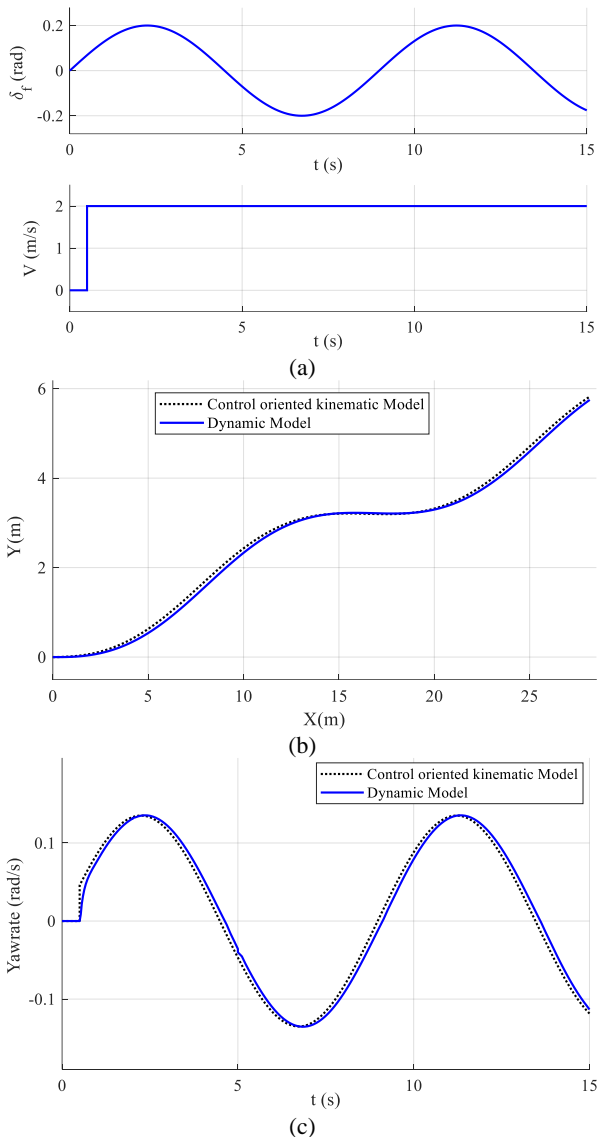 0.2
0
-0.2
δf (rad)
0 5 10 15
t (s)
2
1
0
V (m/s)
0 5 10 15
t (s)
(a)
6
4
2
0
Y(m)
Control oriented kinematic Model
Dynamic Model
0 5 10 15 20 25
X(m)
(b)
Control oriented kinematic Model
Dynamic Model
0.1
0
-0.1
Yawrate (rad/s)
0 5 10 15
t (s)
(c)